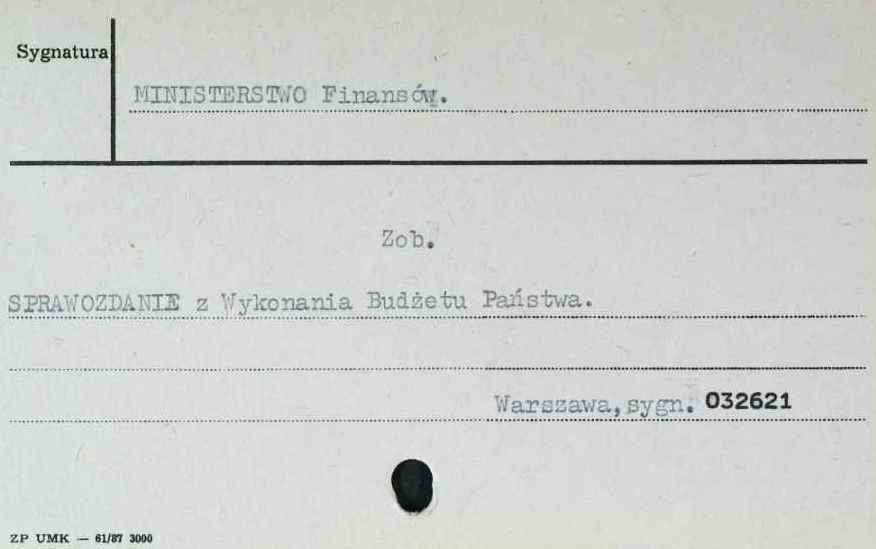 Sygnatura
MINISTERSTWO Finansów.
Zob.
SPRAWOZDANIE z Wykonania Budżetu Państwa.
Warszawa, sygn. 032621
ZP UMK — 61/87 3000